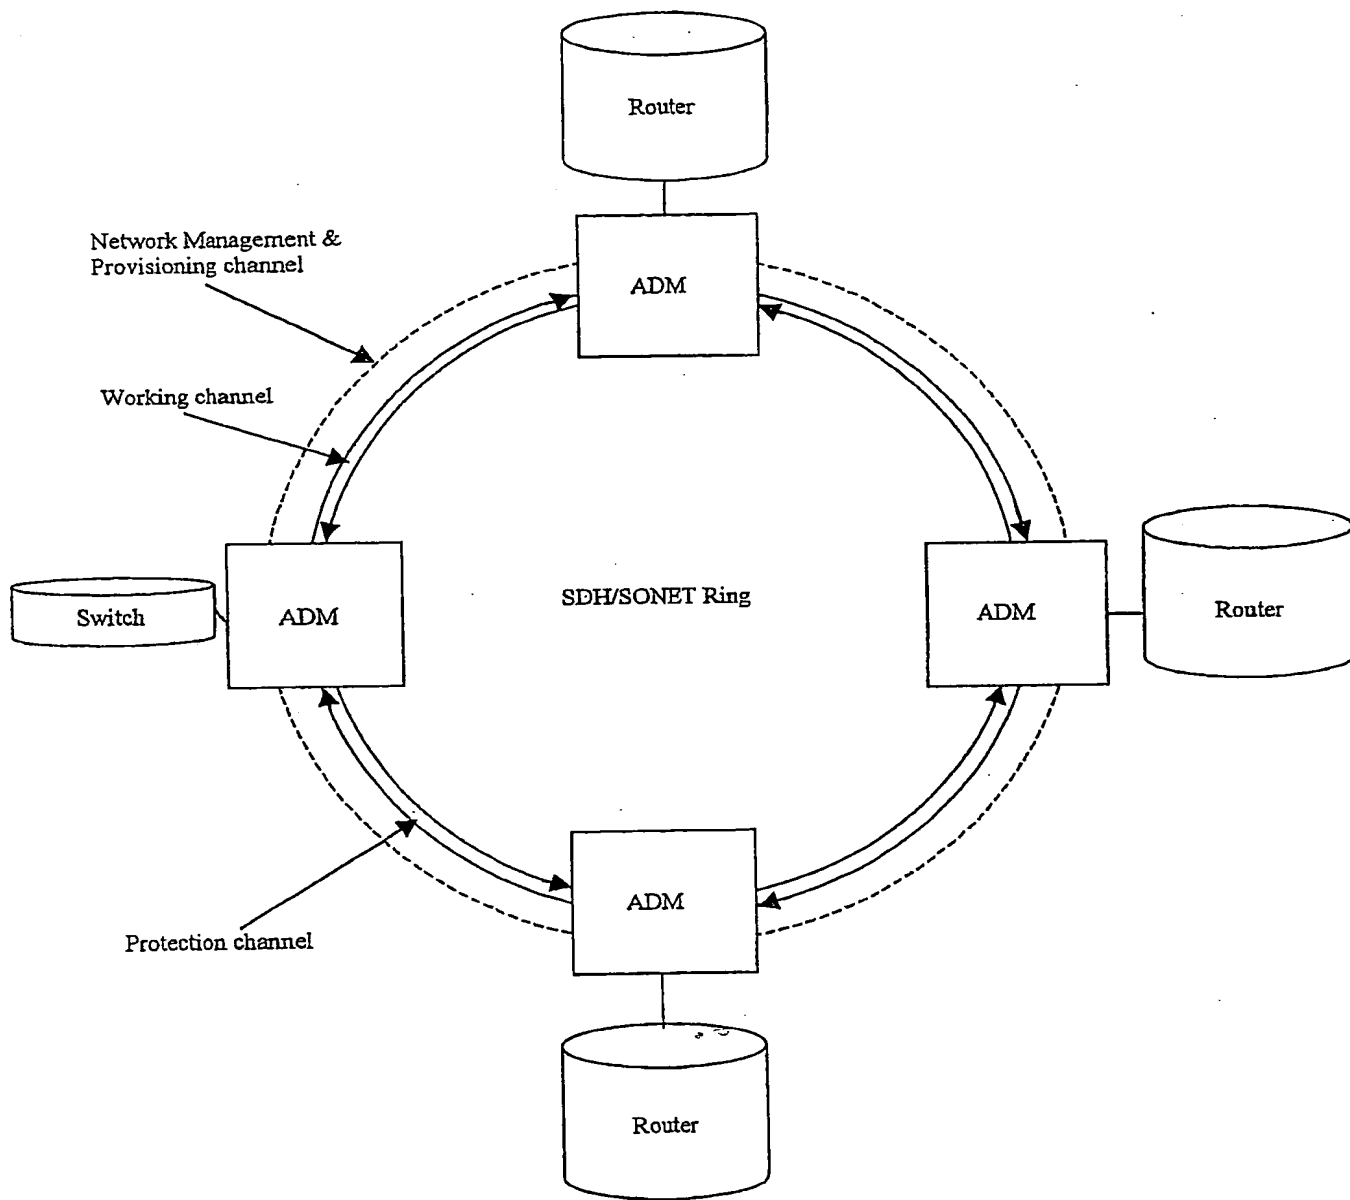 Router
Network Management &
Provisioning channel
ADM
Working channel
Switch
ADM
SDH/SONET Ring
ADM
Router
ADM
Protection channel
Router